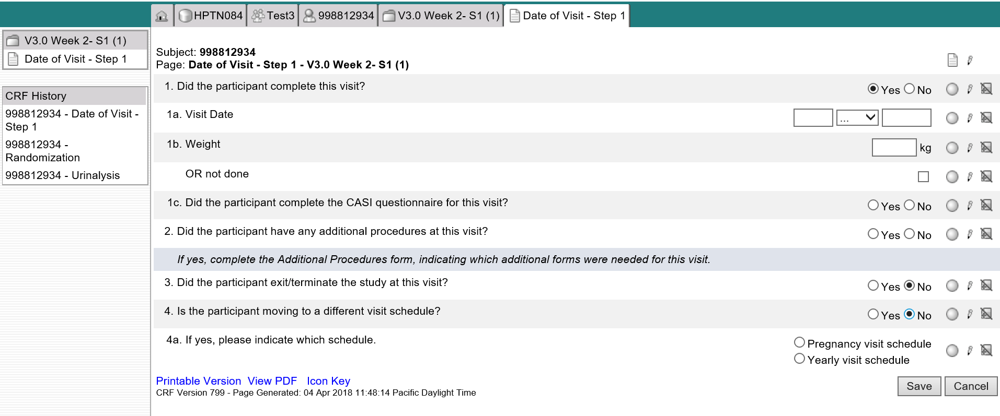 HPTN084 Test3 998812934 V3.0 Week 2- S1 (1) Date of Visit - Step 1
V3.0 Week 2- S1 (1)
Date of Visit - Step 1
CRF History
998812934 - Date of Visit -
Step 1
998812934 -
Randomization
998812934 - Urinalysis
Subject: 998812934
Page: Date of Visit - Step 1 - V3.0 Week 2- S1 (1)
1. Did the participant complete this visit? Yes No
1a. Visit Date ...
1b. Weight kg
OR not done
1c. Did the participant complete the CASI questionnaire for this visit? Yes No
2. Did the participant have any additional procedures at this visit? Yes No
If yes, complete the Additional Procedures form, indicating which additional forms were needed for this visit.
3. Did the participant exit/terminate the study at this visit? Yes No
4. Is the participant moving to a different visit schedule? Yes No
4a. If yes, please indicate which schedule. Pregnancy visit schedule
Yearly visit schedule
Printable Version View PDF Icon Key
CRF Version 799 - Page Generated: 04 Apr 2018 11:48:14 Pacific Daylight Time
Save Cancel